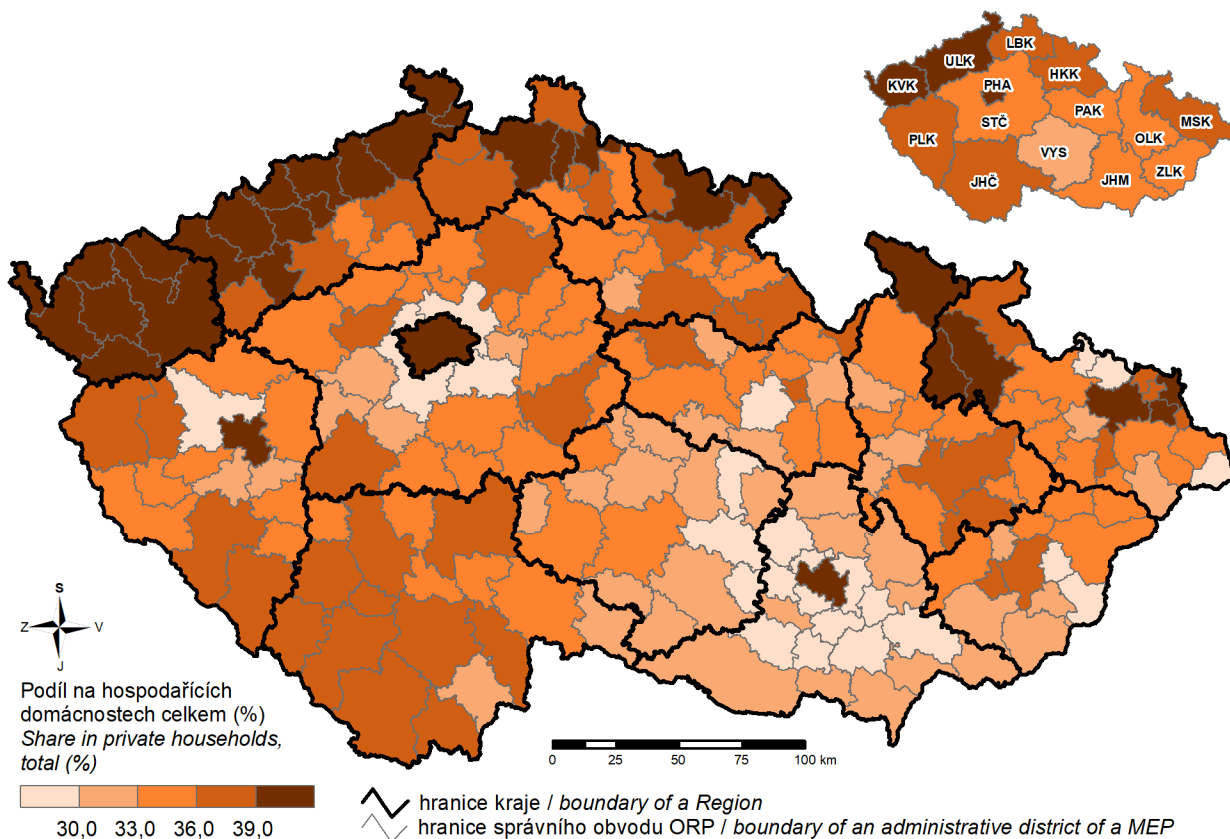 LBK
ULK
KVK
PHA
HKK
STČ
PAK
MSK
PLK
OLK
VYS
ZLK
JHČ
JHM
S
Z V
J
Podíl na hospodařících
domácnostech celkem (%)
Share in private households,
total (%)
30,0 33,0 36,0 39,0
0 25 50 75 100 km
hranice kraje / boundary of a Region
hranice správního obvodu ORP / boundary of an administrative district of a MEP